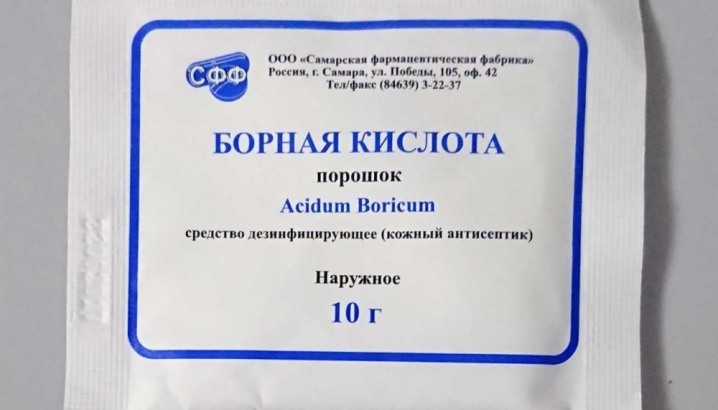 СФФ
ООО «Самарская фармацевтическая фабрика»
Россия, г. Самара, ул. Победы, 105, оф. 42
Тел/факс (84639) 3-22-37
БОРНАЯ КИСЛОТА
порошок
Acidum Boricum
средство дезинфицирующее (кожный антисептик)
Наружное
10 г